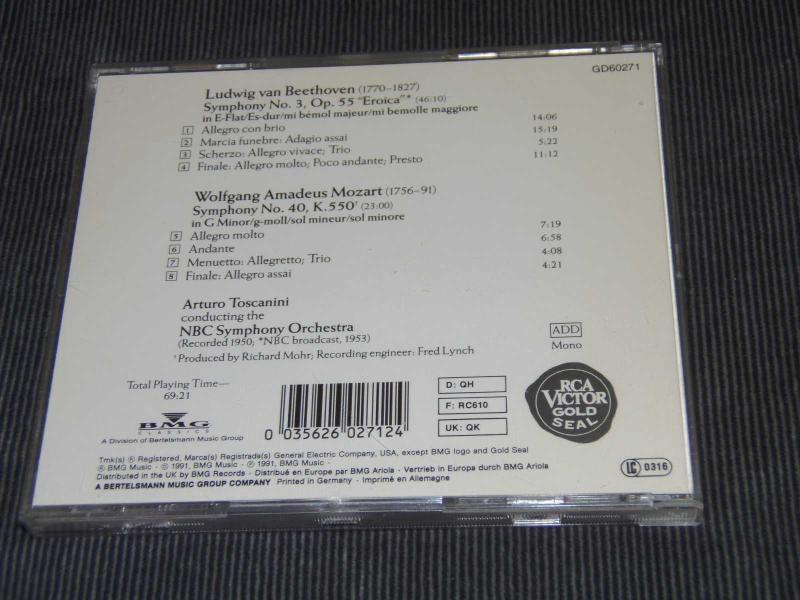 GD60271
Ludwig van Beethoven (1770–1827)
Symphony No. 3, Op. 55 "Eroica"* (46:10)
in E-Flat/Es-dur/mi bémol majeur/mi bemolle maggiore
1 Allegro con brio 14:06
2 Marcia funebre: Adagio assai 15:19
3 Scherzo: Allegro vivace; Trio 5:22
4 Finale: Allegro molto; Poco andante; Presto 11:12
Wolfgang Amadeus Mozart (1756–91)
Symphony No. 40, K.550† (23:00)
in G Minor/g-moll/sol mineur/sol minore
5 Allegro molto 7:19
6 Andante 6:58
7 Menuetto: Allegretto; Trio 4:08
8 Finale: Allegro assai 4:21
Arturo Toscanini
conducting the
NBC Symphony Orchestra
(Recorded 1950; *NBC broadcast, 1953)
†Produced by Richard Mohr; Recording engineer: Fred Lynch
ADD
Mono
Total Playing Time—
69:21
BMG
CLASSICS
A Division of Bertelsmann Music Group
0 035626 027124
D: QH
F: RC610
UK: QK
RCA
VICTOR
GOLD
SEAL
Tmk(s) ® Registered, Marca(s) Registrada(s) General Electric Company, USA, except BMG logo and Gold Seal
® BMG Music · © 1991, BMG Music · ℗ 1991, BMG Music ·
Distributed in the UK by BMG Records · Distribué en Europe par BMG Ariola · Vertrieb in Europa durch BMG Ariola
A BERTELSMANN MUSIC GROUP COMPANY Printed in Germany · Imprimé en Allemagne
LC 0316